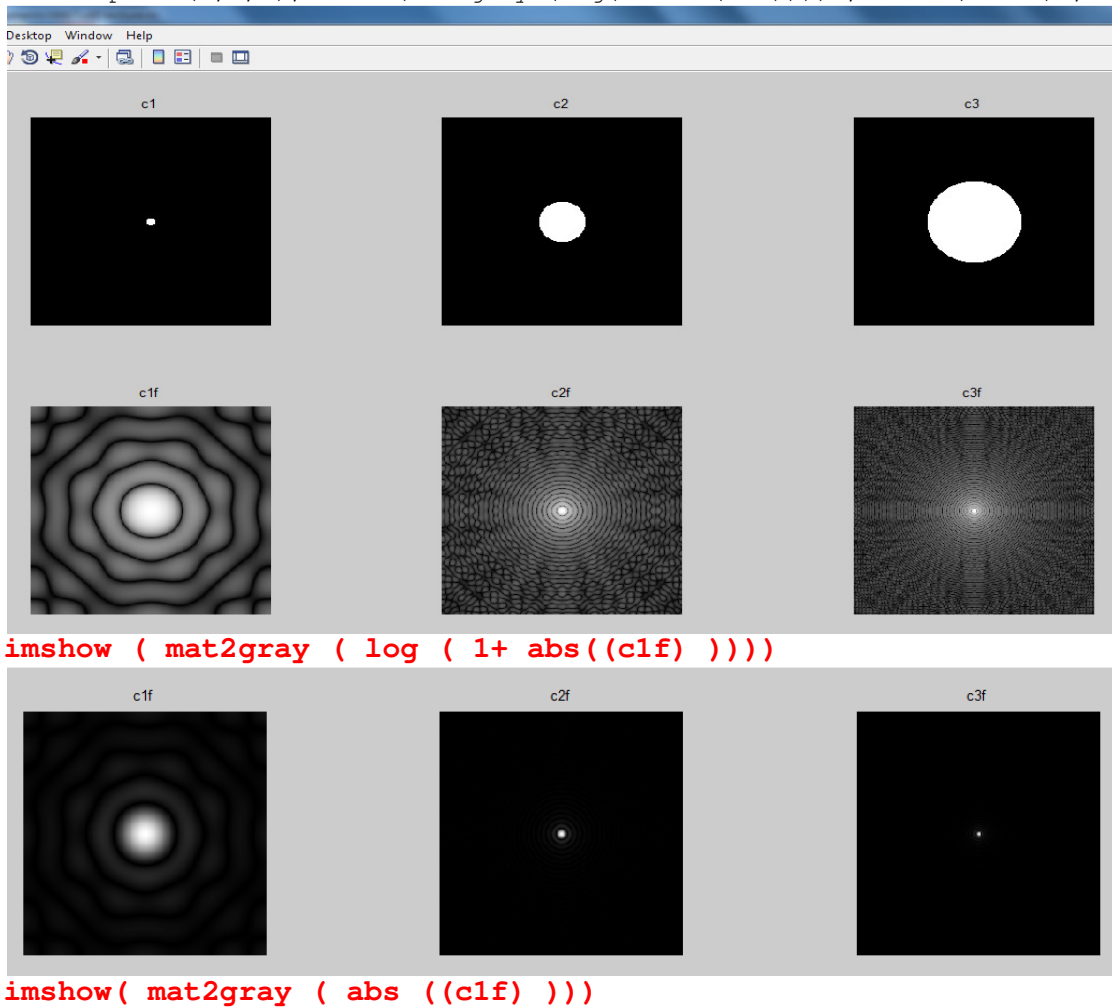 Desktop Window Help
c1 c2 c3
c1f c2f c3f
imshow ( mat2gray ( log ( 1+ abs((c1f) ))))
c1f c2f c3f
imshow( mat2gray ( abs ((c1f) )))